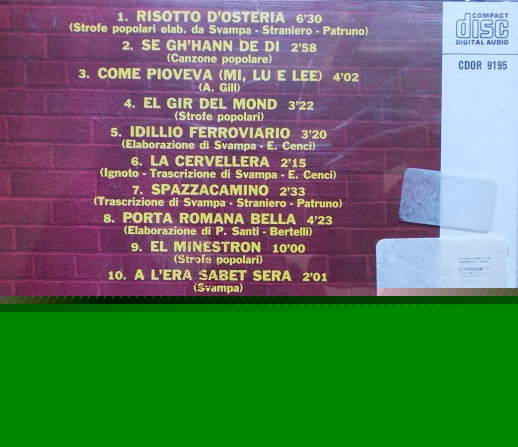 1. RISOTTO D'OSTERIA 6'30
(Strofe popolari elab. da Svampa - Straniero - Patruno)
2. SE GH'HANN DE DI 2'58
(Canzone popolare)
3. COME PIOVEVA (MI, LU E LEE) 4'02
(A. Gill)
4. EL GIR DEL MOND 3'22
(Strofe popolari)
5. IDILLIO FERROVIARIO 3'20
(Elaborazione di Svampa - E. Cenci)
6. LA CERVELLERA 2'15
(Ignoto - Trascrizione di Svampa - E. Cenci)
7. SPAZZACAMINO 2'33
(Trascrizione di Svampa - Straniero - Patruno)
8. PORTA ROMANA BELLA 4'23
(Elaborazione di P. Santi - Bertelli)
9. EL MINESTRON 10'00
(Strofe popolari)
10. A L'ERA SABET SERA 2'01
(Svampa)
COMPACT
disc
DIGITAL AUDIO
CDOR 9195